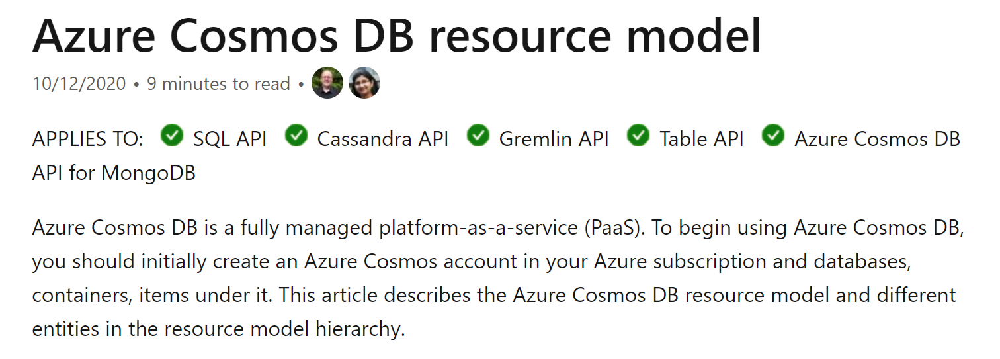 Azure Cosmos DB resource model
10/12/2020 • 9 minutes to read •
APPLIES TO: SQL API Cassandra API Gremlin API Table API Azure Cosmos DB
API for MongoDB
Azure Cosmos DB is a fully managed platform-as-a-service (PaaS). To begin using Azure Cosmos DB,
you should initially create an Azure Cosmos account in your Azure subscription and databases,
containers, items under it. This article describes the Azure Cosmos DB resource model and different
entities in the resource model hierarchy.